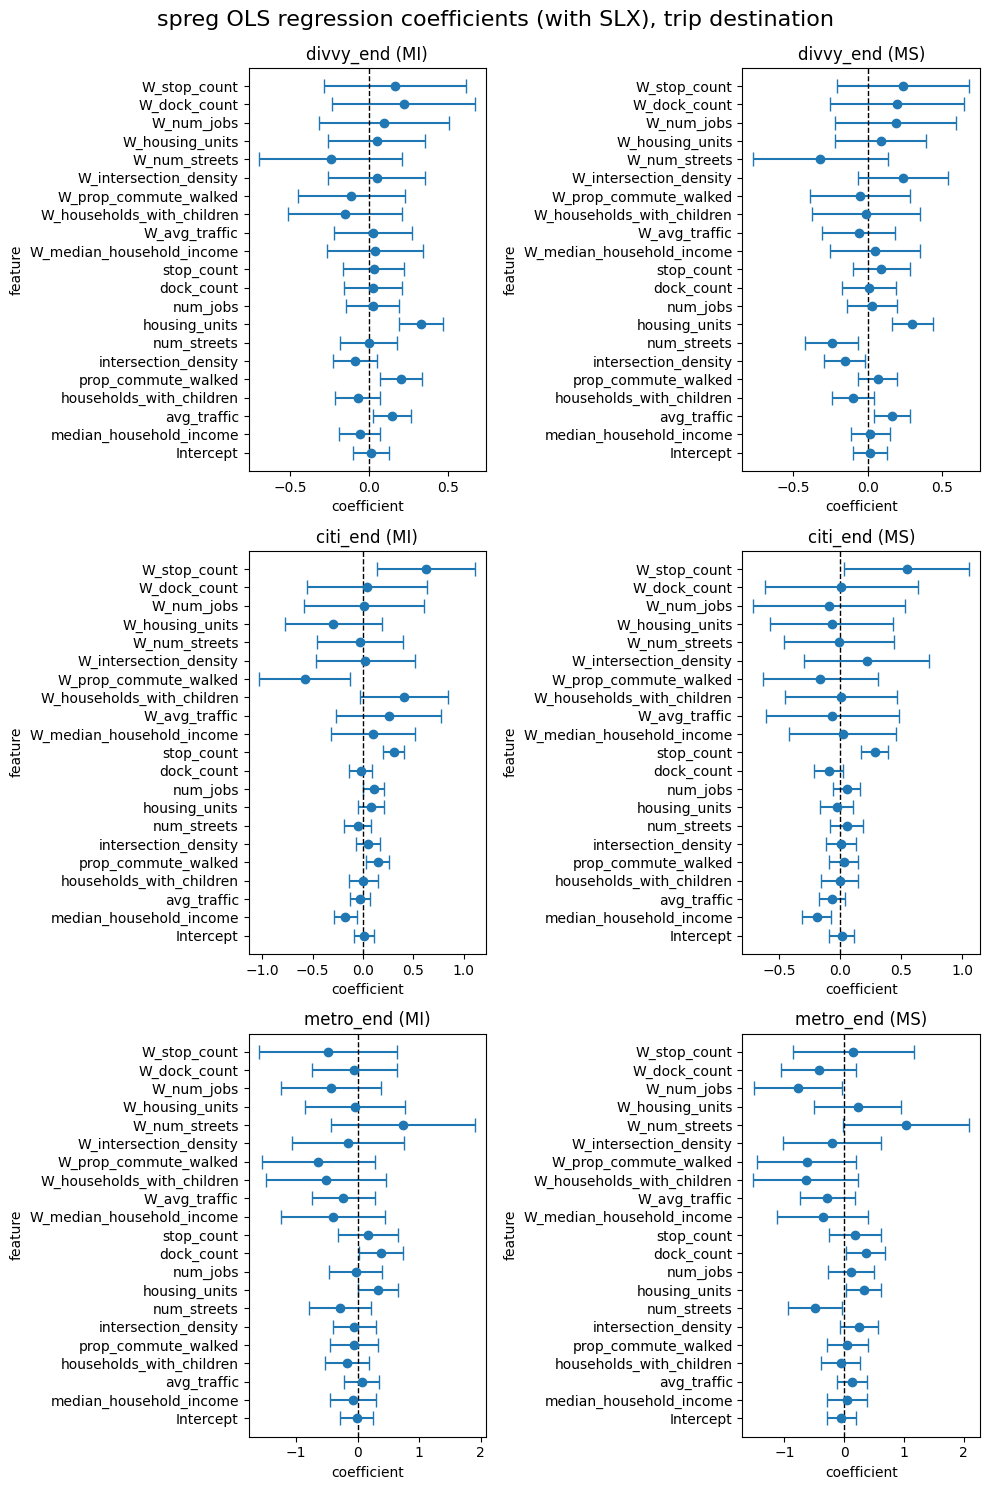 spreg OLS regression coefficients (with SLX), trip destination
divvy_end (MI)
feature
W_stop_count
W_dock_count
W_num_jobs
W_housing_units
W_num_streets
W_intersection_density
W_prop_commute_walked
W_households_with_children
W_avg_traffic
W_median_household_income
stop_count
dock_count
num_jobs
housing_units
num_streets
intersection_density
prop_commute_walked
households_with_children
avg_traffic
median_household_income
Intercept
−0.5 0.0 0.5
coefficient
divvy_end (MS)
feature
W_stop_count
W_dock_count
W_num_jobs
W_housing_units
W_num_streets
W_intersection_density
W_prop_commute_walked
W_households_with_children
W_avg_traffic
W_median_household_income
stop_count
dock_count
num_jobs
housing_units
num_streets
intersection_density
prop_commute_walked
households_with_children
avg_traffic
median_household_income
Intercept
−0.5 0.0 0.5
coefficient
citi_end (MI)
feature
W_stop_count
W_dock_count
W_num_jobs
W_housing_units
W_num_streets
W_intersection_density
W_prop_commute_walked
W_households_with_children
W_avg_traffic
W_median_household_income
stop_count
dock_count
num_jobs
housing_units
num_streets
intersection_density
prop_commute_walked
households_with_children
avg_traffic
median_household_income
Intercept
−1.0 −0.5 0.0 0.5 1.0
coefficient
citi_end (MS)
feature
W_stop_count
W_dock_count
W_num_jobs
W_housing_units
W_num_streets
W_intersection_density
W_prop_commute_walked
W_households_with_children
W_avg_traffic
W_median_household_income
stop_count
dock_count
num_jobs
housing_units
num_streets
intersection_density
prop_commute_walked
households_with_children
avg_traffic
median_household_income
Intercept
−0.5 0.0 0.5 1.0
coefficient
metro_end (MI)
feature
W_stop_count
W_dock_count
W_num_jobs
W_housing_units
W_num_streets
W_intersection_density
W_prop_commute_walked
W_households_with_children
W_avg_traffic
W_median_household_income
stop_count
dock_count
num_jobs
housing_units
num_streets
intersection_density
prop_commute_walked
households_with_children
avg_traffic
median_household_income
Intercept
−1 0 1 2
coefficient
metro_end (MS)
feature
W_stop_count
W_dock_count
W_num_jobs
W_housing_units
W_num_streets
W_intersection_density
W_prop_commute_walked
W_households_with_children
W_avg_traffic
W_median_household_income
stop_count
dock_count
num_jobs
housing_units
num_streets
intersection_density
prop_commute_walked
households_with_children
avg_traffic
median_household_income
Intercept
−1 0 1 2
coefficient